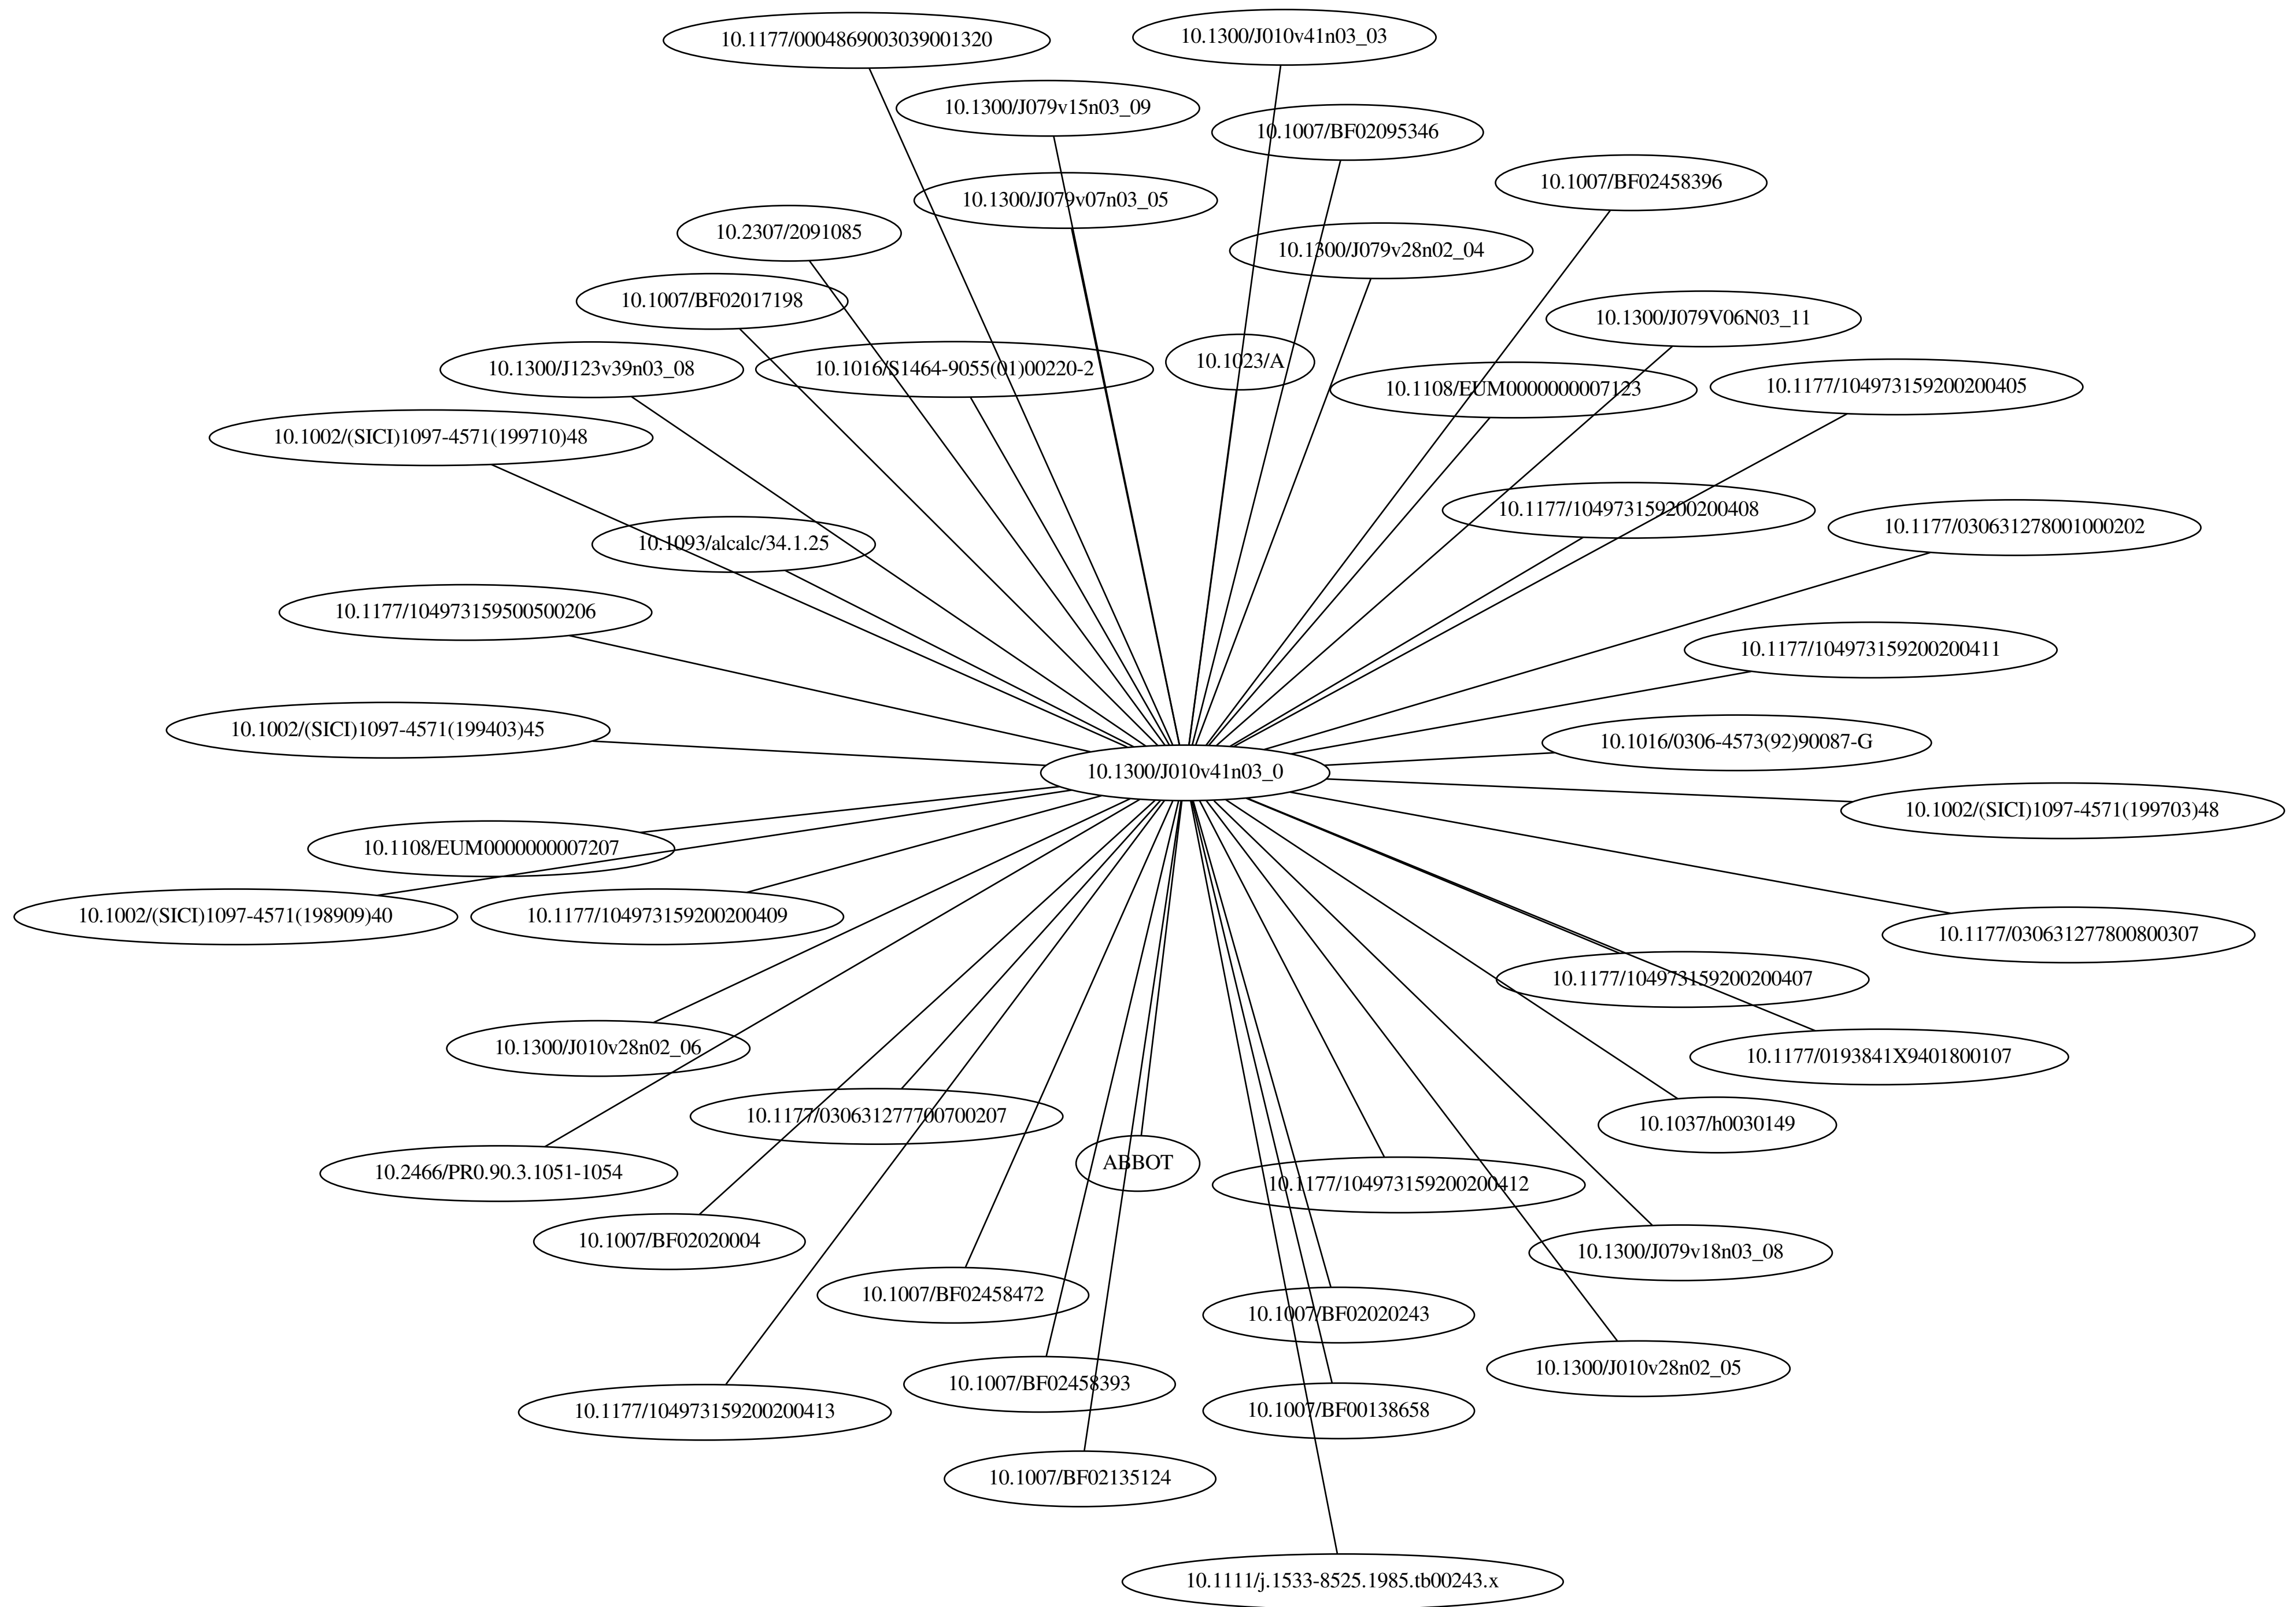 10.1300/J010v41n03_03
10.1177/0004869003039001320
10.1300/J079v15n03_09
10.1007/BF02095346
10.1007/BF02458396
10.1300/J079v07n03_05
10.2307/2091085
10.1300/J079v28n02_04
10.1007/BF02017198
10.1300/J079V06N03_11
10.1023/A
10.1300/J123v39n03_08
10.1016/S1464-9055(01)00220-2
10.1108/EUM0000000007123
10.1177/104973159200200405
10.1002/(SICI)1097-4571(199710)48
10.1177/104973159200200408
10.1177/030631278001000202
10.1093/alcalc/34.1.25
10.1177/104973159500500206
10.1177/104973159200200411
10.1002/(SICI)1097-4571(199403)45
10.1016/0306-4573(92)90087-G
10.1300/J010v41n03_0
10.1002/(SICI)1097-4571(199703)48
10.1108/EUM0000000007207
10.1002/(SICI)1097-4571(198909)40
10.1177/104973159200200409
10.1177/030631277800800307
10.1177/104973159200200407
10.1300/J010v28n02_06
10.1177/0193841X9401800107
10.1177/030631277700700207
10.1037/h0030149
ABBOT
10.2466/PR0.90.3.1051-1054
10.1177/104973159200200412
10.1007/BF02020004
10.1300/J079v18n03_08
10.1007/BF02458472
10.1007/BF02020243
10.1300/J010v28n02_05
10.1007/BF02458393
10.1177/104973159200200413
10.1007/BF00138658
10.1007/BF02135124
10.1111/j.1533-8525.1985.tb00243.x